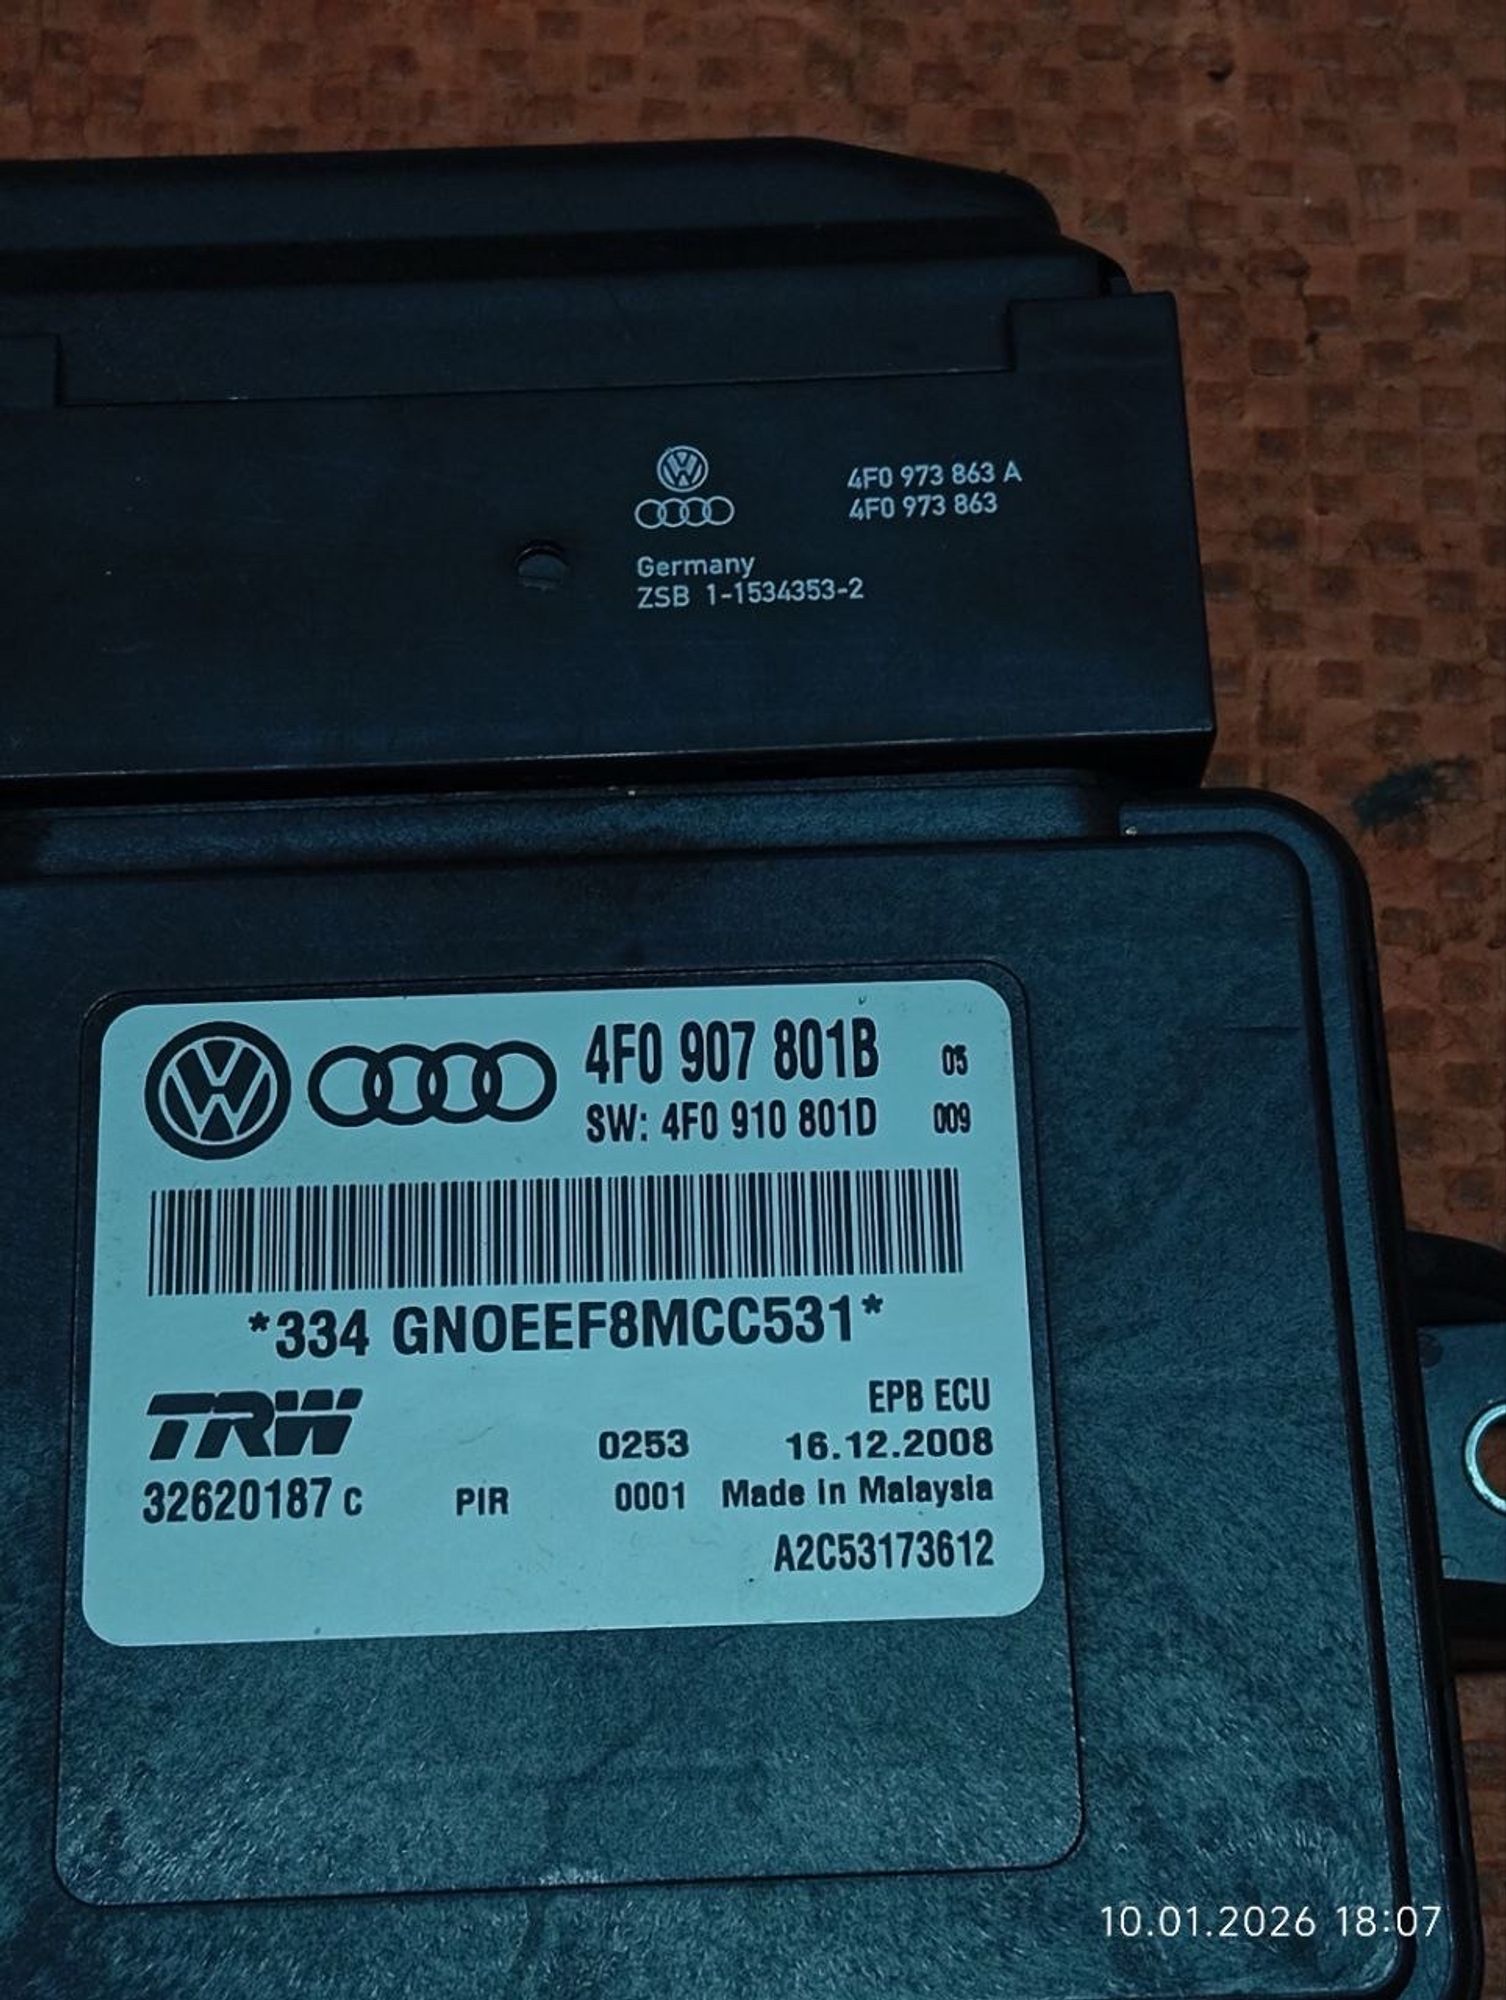 4F0 973 863 A
4F0 973 863
Germany
ZSB 1-1534353-2
4F0 907 801B 05
SW: 4F0 910 801D 009
*334 GN0EEF8MCC531*
TRW
EPB ECU
0253 16.12.2008
32620187 C PIR 0001 Made in Malaysia
A2C53173612
10.01.2026 18:07